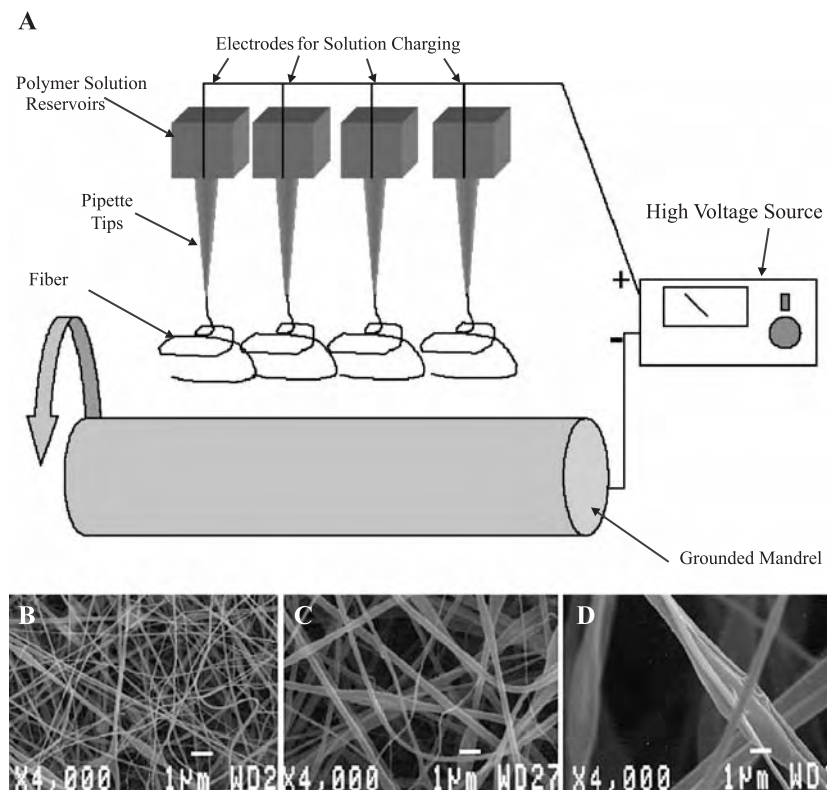 A
Electrodes for Solution Charging
Polymer Solution
Reservoirs
Pipette
Tips
High Voltage Source
Fiber
+
-
Grounded Mandrel
B
C
D
X4,000 1μm WD2
X4,000 1μm WD27
X4,000 1μm WD